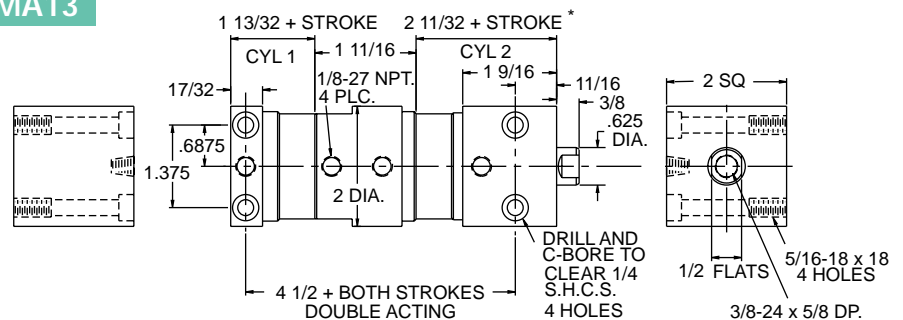 MAT3
1 13/32 + STROKE
2 11/32 + STROKE *
CYL 1
1 11/16
CYL 2
1 9/16
17/32
1/8-27 NPT.
4 PLC.
11/16
3/8
.625
DIA.
2 SQ
.6875
1.375
2 DIA.
DRILL AND
C-BORE TO
CLEAR 1/4
S.H.C.S.
4 HOLES
4 1/2 + BOTH STROKES
DOUBLE ACTING
1/2 FLATS
5/16-18 x 18
4 HOLES
3/8-24 x 5/8 DP.